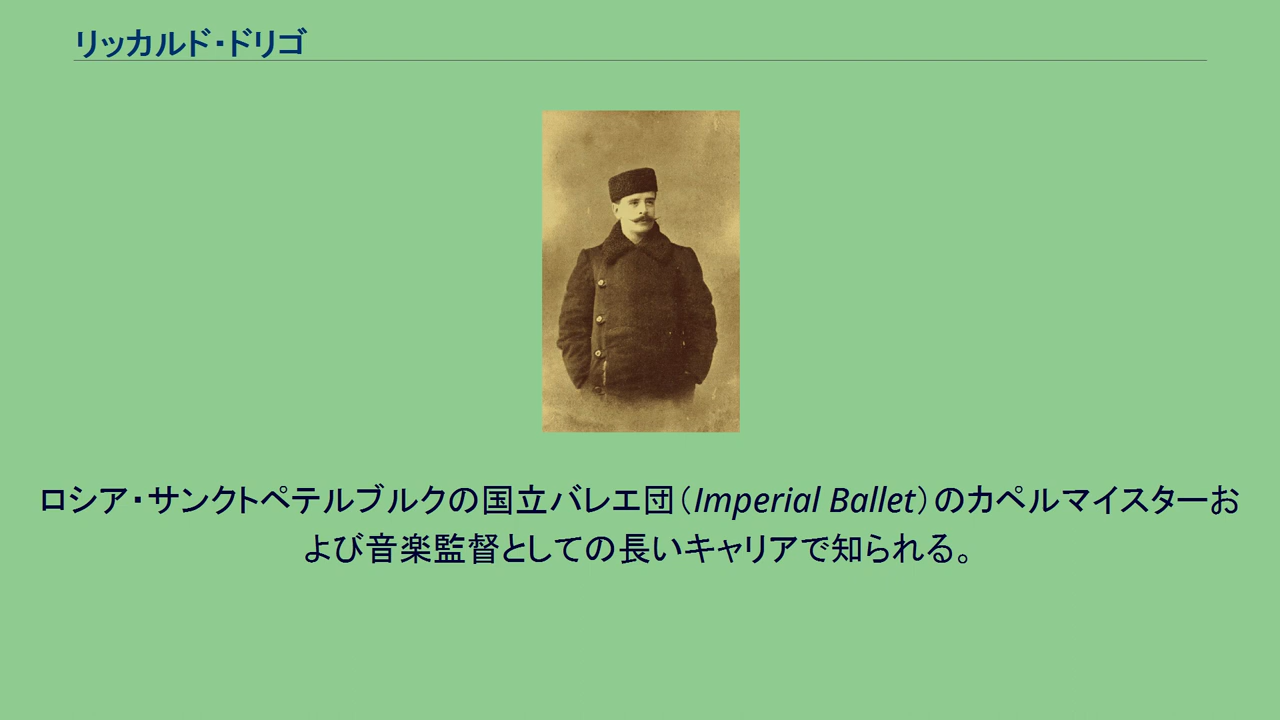 リッカルド・ドリゴ
ロシア・サンクトペテルブルクの国立バレエ団（Imperial Ballet）のカペルマイスターお
よび音楽監督としての長いキャリアで知られる。